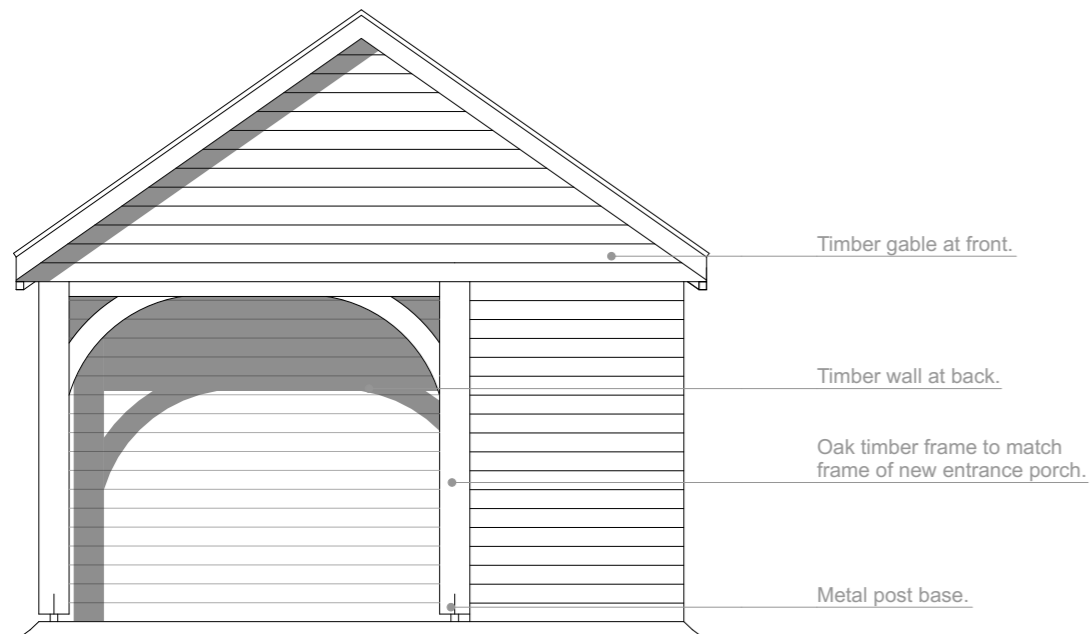 Timber gable at front.
Timber wall at back.
Oak timber frame to match
frame of new entrance porch.
Metal post base.